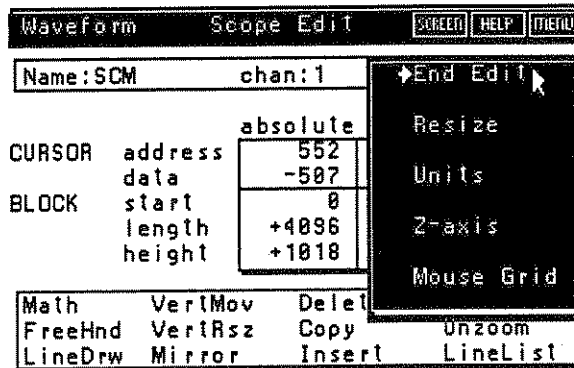 Waveform Scope Edit SCREEN HELP MENU
Name:SCM chan:1
End Edit
Resize
Units
Z-axis
Mouse Grid
absolute
CURSOR address 552
data -507
BLOCK start 0
length +4096
height +1018
Math VertMov
FreeHnd VertRsz Copy Unzoom
LineDrw Mirror Insert LineList